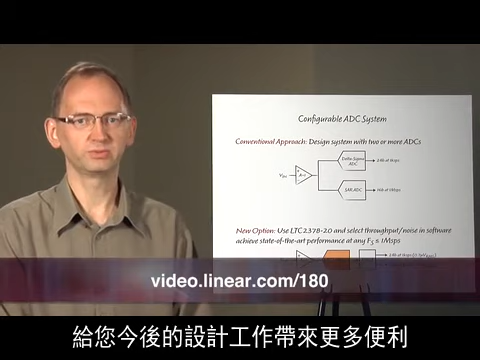 Configurable ADC System
Conventional Approach: Design system with two or more ADCs
Delta-Sigma
ADC
SAR ADC
New Option: Use LTC2378-20 and select throughput/noise in software
achieve state-of-the-art performance at any Fs ≤ 1Msps
video.linear.com/180
給您今後的設計工作帶來更多便利